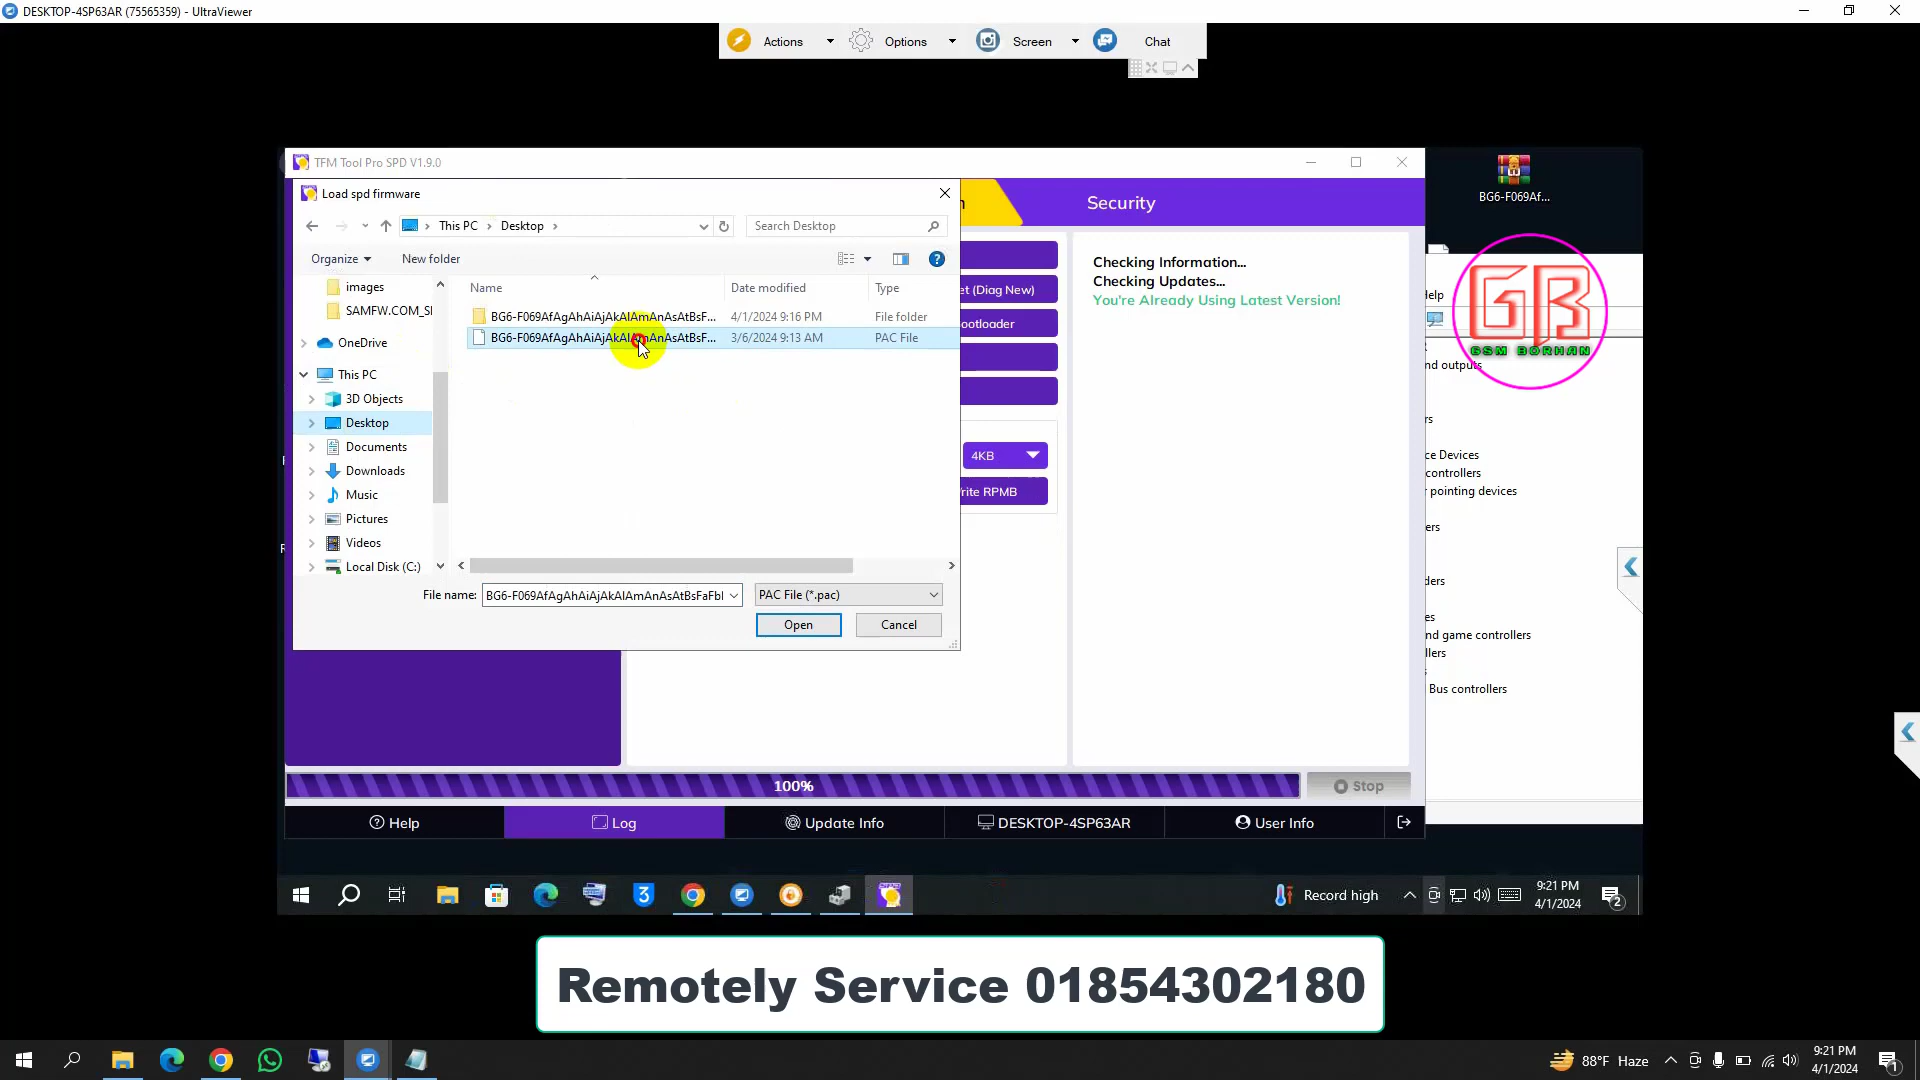 DESKTOP-4SP63AR (75565359) - UltraViewer
Actions
Options
Screen
Chat
TFM Tool Pro SPD V1.9.0
Load spd firmware
This PC
Desktop
Search Desktop
Organize
New folder
Name
Date modified
Type
images
SAMFW.COM_S
BG6-F069AfAgAhAiAjAkAlAmAnAsAtBsF... 4/1/2024 9:16 PM File folder
BG6-F069AfAgAhAiAjAkAlAmAnAsAtBsF... 3/6/2024 9:13 AM PAC File
OneDrive
This PC
3D Objects
Desktop
Documents
Downloads
Music
Pictures
Videos
Local Disk (C:)
File name: BG6-F069AfAgAhAiAjAkAlAmAnAsAtBsFaFbI
PAC File (*.pac)
Open
Cancel
Security
et (Diag New)
ootloader
4KB
rite RPMB
Checking Information...
Checking Updates...
You're Already Using Latest Version!
BG6-F069Af...
elp
GB
GSM BORHAN
nd outputs
rs
ce Devices
controllers
pointing devices
ers
ders
es
nd game controllers
llers
Bus controllers
100%
Stop
Help
Log
Update Info
DESKTOP-4SP63AR
User Info
Record high
9:21 PM
4/1/2024
2
Remotely Service 01854302180
88°F Haze
9:21 PM
4/1/2024
1